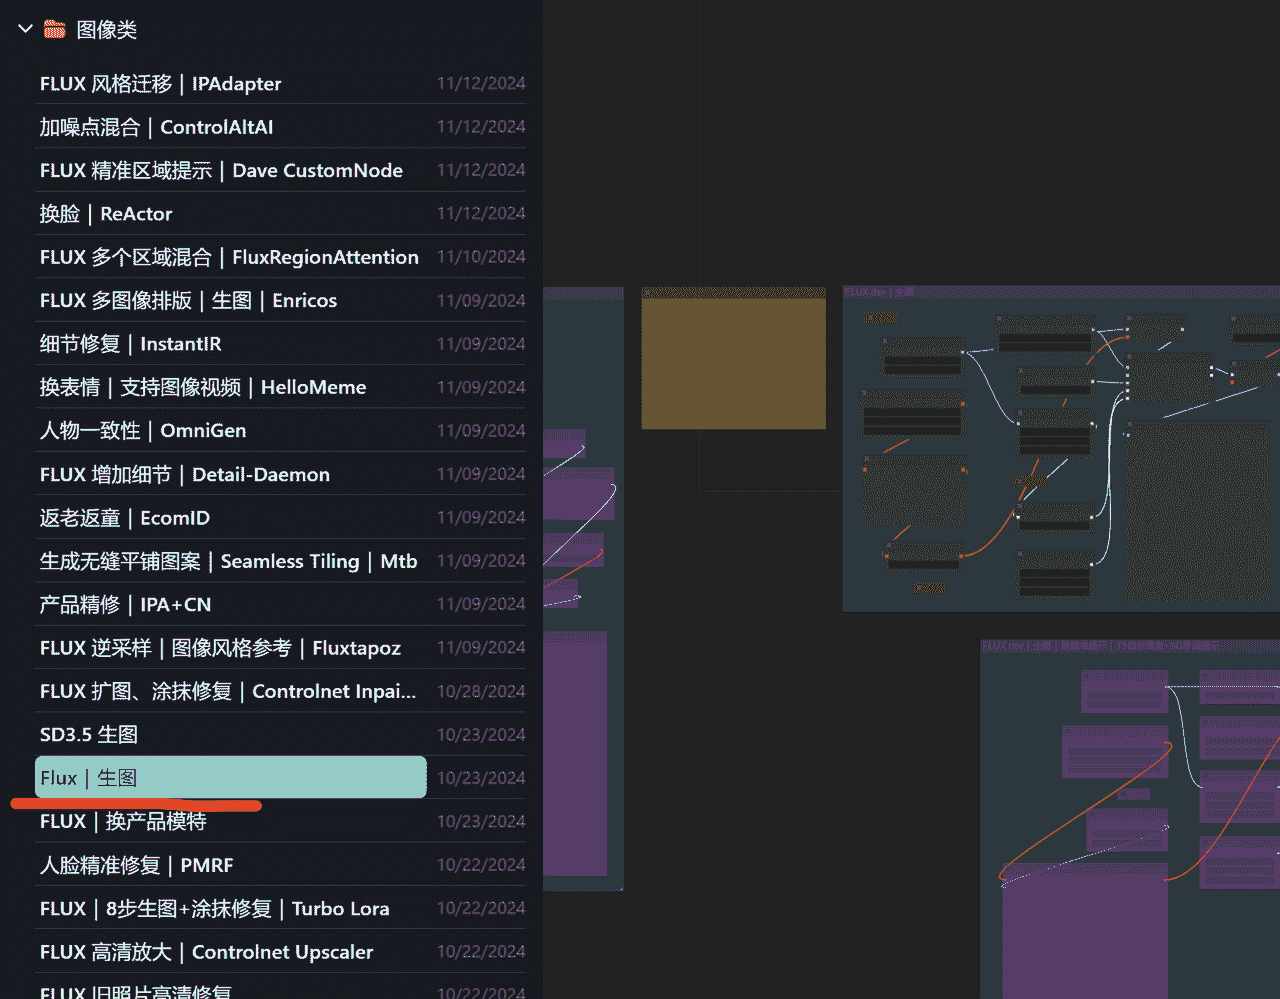 图像类
FLUX 风格迁移 | IPAdapter 11/12/2024
加噪点混合 | ControlAltAI 11/12/2024
FLUX 精准区域提示 | Dave CustomNode 11/12/2024
换脸 | ReActor 11/12/2024
FLUX 多个区域混合 | FluxRegionAttention 11/10/2024
FLUX 多图像排版 | 生图 | Enricos 11/09/2024
细节修复 | InstantIR 11/09/2024
换表情 | 支持图像视频 | HelloMeme 11/09/2024
人物一致性 | OmniGen 11/09/2024
FLUX 增加细节 | Detail-Daemon 11/09/2024
返老返童 | EcomID 11/09/2024
生成无缝平铺图案 | Seamless Tiling | Mtb 11/09/2024
产品精修 | IPA+CN 11/09/2024
FLUX 逆采样 | 图像风格参考 | Fluxtapoz 11/09/2024
FLUX 扩图、涂抹修复 | Controlnet Inpai... 10/28/2024
SD3.5 生图 10/23/2024
Flux | 生图 10/23/2024
FLUX | 换产品模特 10/23/2024
人脸精准修复 | PMRF 10/22/2024
FLUX | 8步生图+涂抹修复 | Turbo Lora 10/22/2024
FLUX 高清放大 | Controlnet Upscaler 10/22/2024
FLUX 旧照片高清修复 10/22/2024
FLUX dev | 生图